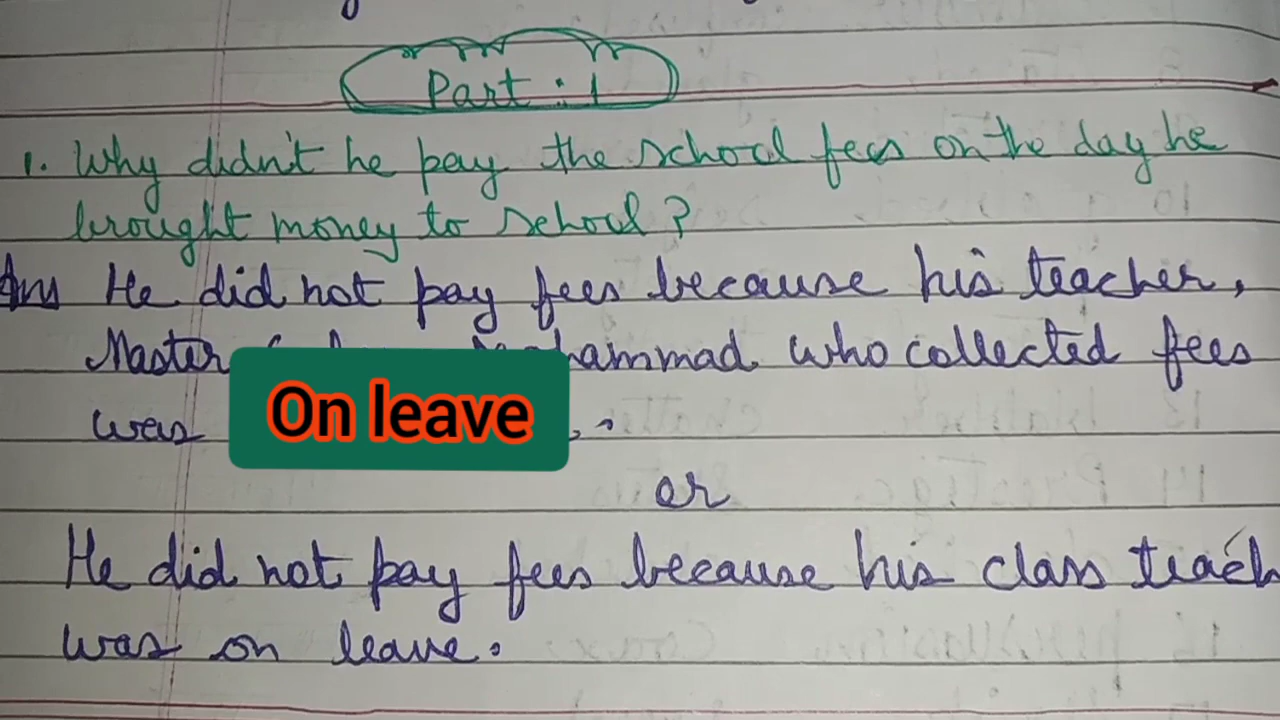 Part : 1
1. Why didn't he pay the school fees on the day he
brought money to school?
Ans He did not pay fees because his teacher,
Master who collected fees
was On leave
or
He did not pay fees because his class teach
was on leave.